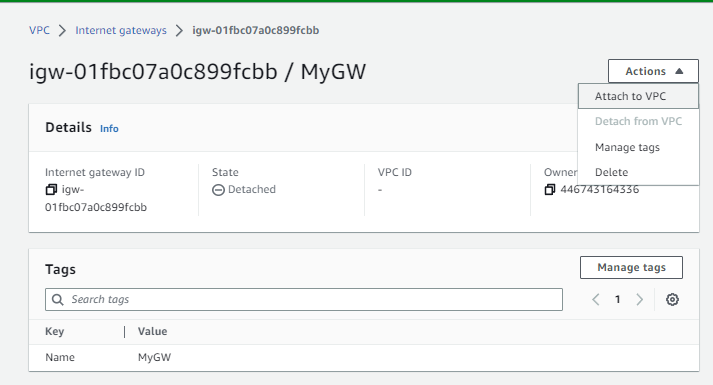 VPC > Internet gateways > igw-01fbc07a0c899fcbb
igw-01fbc07a0c899fcbb / MyGW
Actions
Attach to VPC
Detach from VPC
Manage tags
Delete
Details Info
Internet gateway ID
igw-
01fbc07a0c899fcbb
State
Detached
VPC ID
-
Owner
446743164336
Tags
Manage tags
Search tags
1
Key Value
Name MyGW